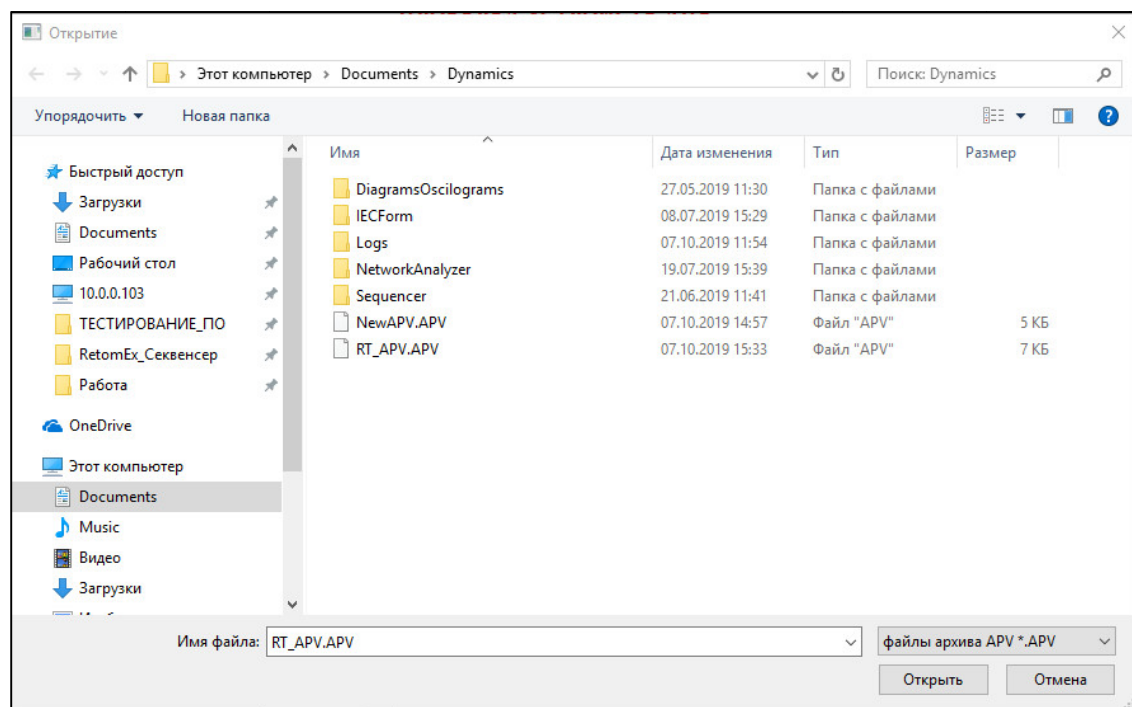 Открытие
Этот компьютер > Documents > Dynamics
Поиск: Dynamics
Упорядочить
Новая папка
Имя
Дата изменения
Тип
Размер
Быстрый доступ
Загрузки
Documents
Рабочий стол
10.0.0.103
ТЕСТИРОВАНИЕ_ПО
RetomEx_Секвенсер
Работа
OneDrive
Этот компьютер
Documents
Music
Видео
Загрузки
DiagramsOscilograms 27.05.2019 11:30 Папка с файлами
IECForm 08.07.2019 15:29 Папка с файлами
Logs 07.10.2019 11:54 Папка с файлами
NetworkAnalyzer 19.07.2019 15:39 Папка с файлами
Sequencer 21.06.2019 11:41 Папка с файлами
NewAPV.APV 07.10.2019 14:57 Файл "APV" 5 КБ
RT_APV.APV 07.10.2019 15:33 Файл "APV" 7 КБ
Имя файла: RT_APV.APV
файлы архива APV *.APV
Открыть
Отмена